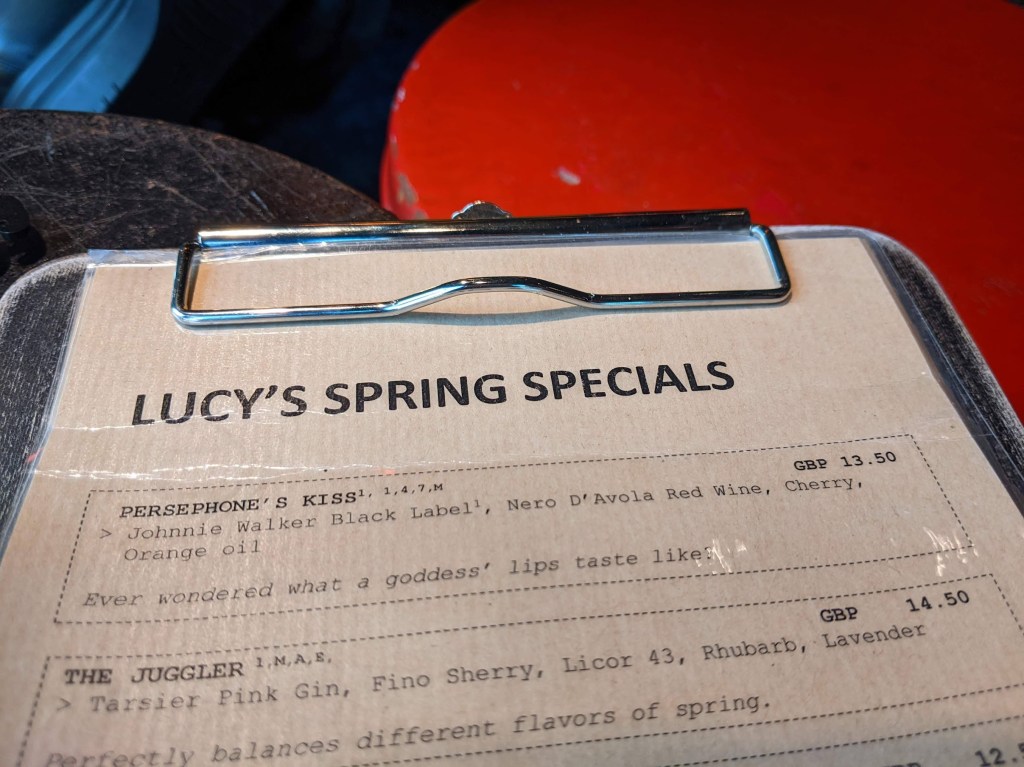 LUCY'S SPRING SPECIALS
GBP 13.50
PERSEPHONE'S KISS¹, ¹,⁴,⁷,ᴹ
> Johnnie Walker Black Label¹, Nero D'Avola Red Wine, Cherry,
Orange oil
Ever wondered what a goddess' lips taste like?
GBP 14.50
THE JUGGLER ¹,ᴹ,ᴬ,ᴱ,
> Tarsier Pink Gin, Fino Sherry, Licor 43, Rhubarb, Lavender
Perfectly balances different flavors of spring.